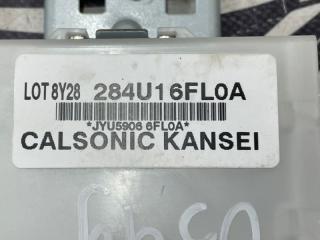 LOT 8Y28 284U16FL0A
*JYU5906 6FL0A*
CALSONIC KANSEI